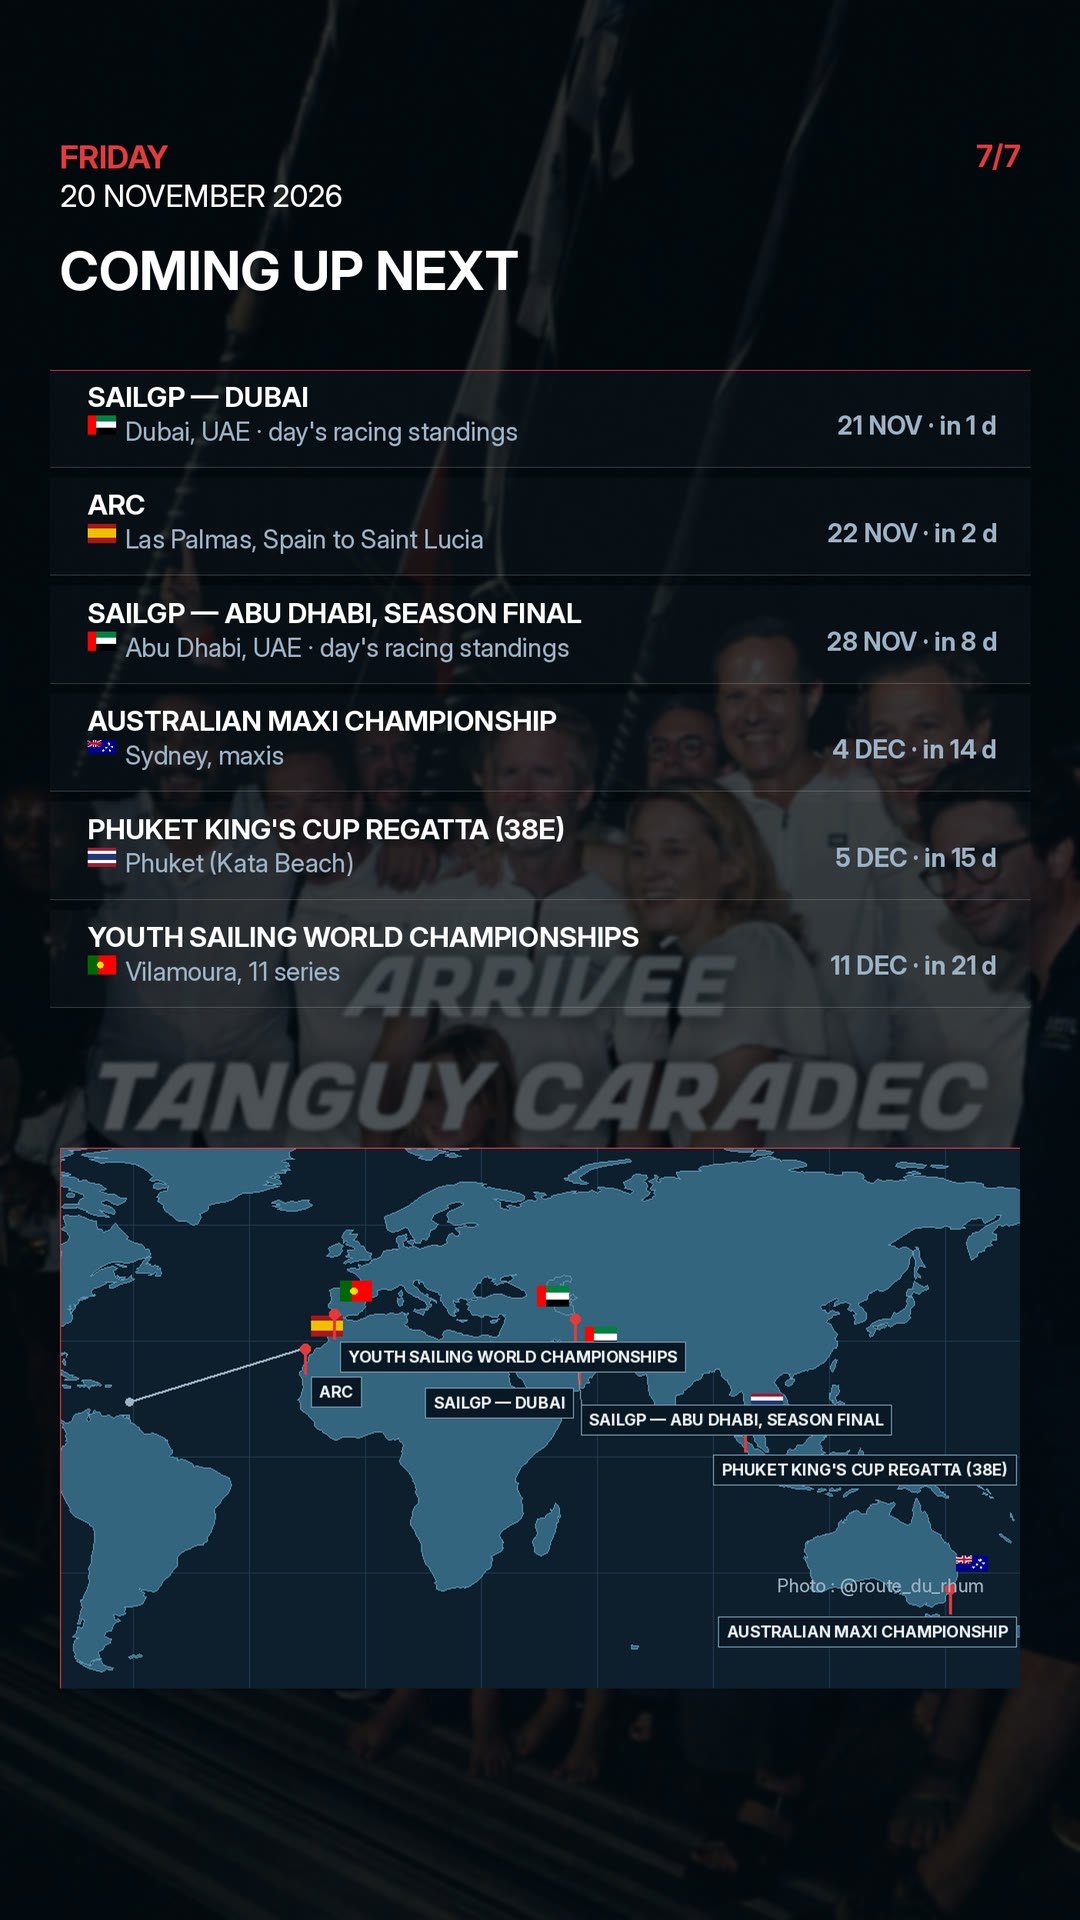 FRIDAY
7/7
20 NOVEMBER 2026
COMING UP NEXT
SAILGP — DUBAI
Dubai, UAE · day's racing standings
21 NOV · in 1 d
ARC
Las Palmas, Spain to Saint Lucia
22 NOV · in 2 d
SAILGP — ABU DHABI, SEASON FINAL
Abu Dhabi, UAE · day's racing standings
28 NOV · in 8 d
AUSTRALIAN MAXI CHAMPIONSHIP
Sydney, maxis
4 DEC · in 14 d
PHUKET KING'S CUP REGATTA (38E)
Phuket (Kata Beach)
5 DEC · in 15 d
YOUTH SAILING WORLD CHAMPIONSHIPS
Vilamoura, 11 series
11 DEC · in 21 d
ARRIVEE
TANGUY CARADEC
YOUTH SAILING WORLD CHAMPIONSHIPS
ARC
SAILGP — DUBAI
SAILGP — ABU DHABI, SEASON FINAL
PHUKET KING'S CUP REGATTA (38E)
Photo : @route_du_rhum
AUSTRALIAN MAXI CHAMPIONSHIP